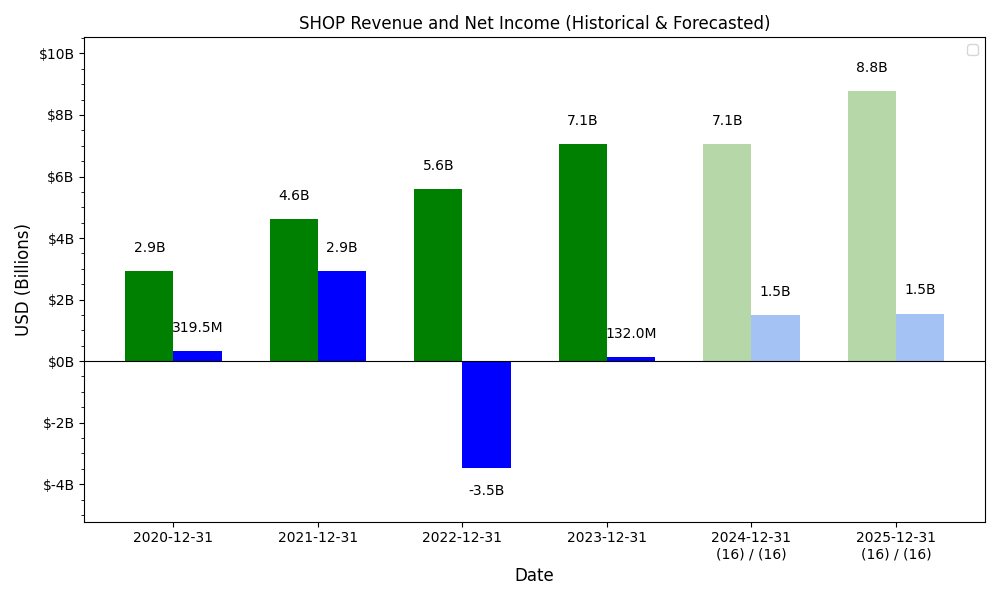 SHOP Revenue and Net Income (Historical & Forecasted)
$10B
$8B
$6B
$4B
$2B
$0B
$-2B
$-4B
USD (Billions)
2.9B
319.5M
4.6B
2.9B
5.6B
-3.5B
7.1B
132.0M
7.1B
1.5B
8.8B
1.5B
2020-12-31
2021-12-31
2022-12-31
2023-12-31
2024-12-31
(16) / (16)
2025-12-31
(16) / (16)
Date